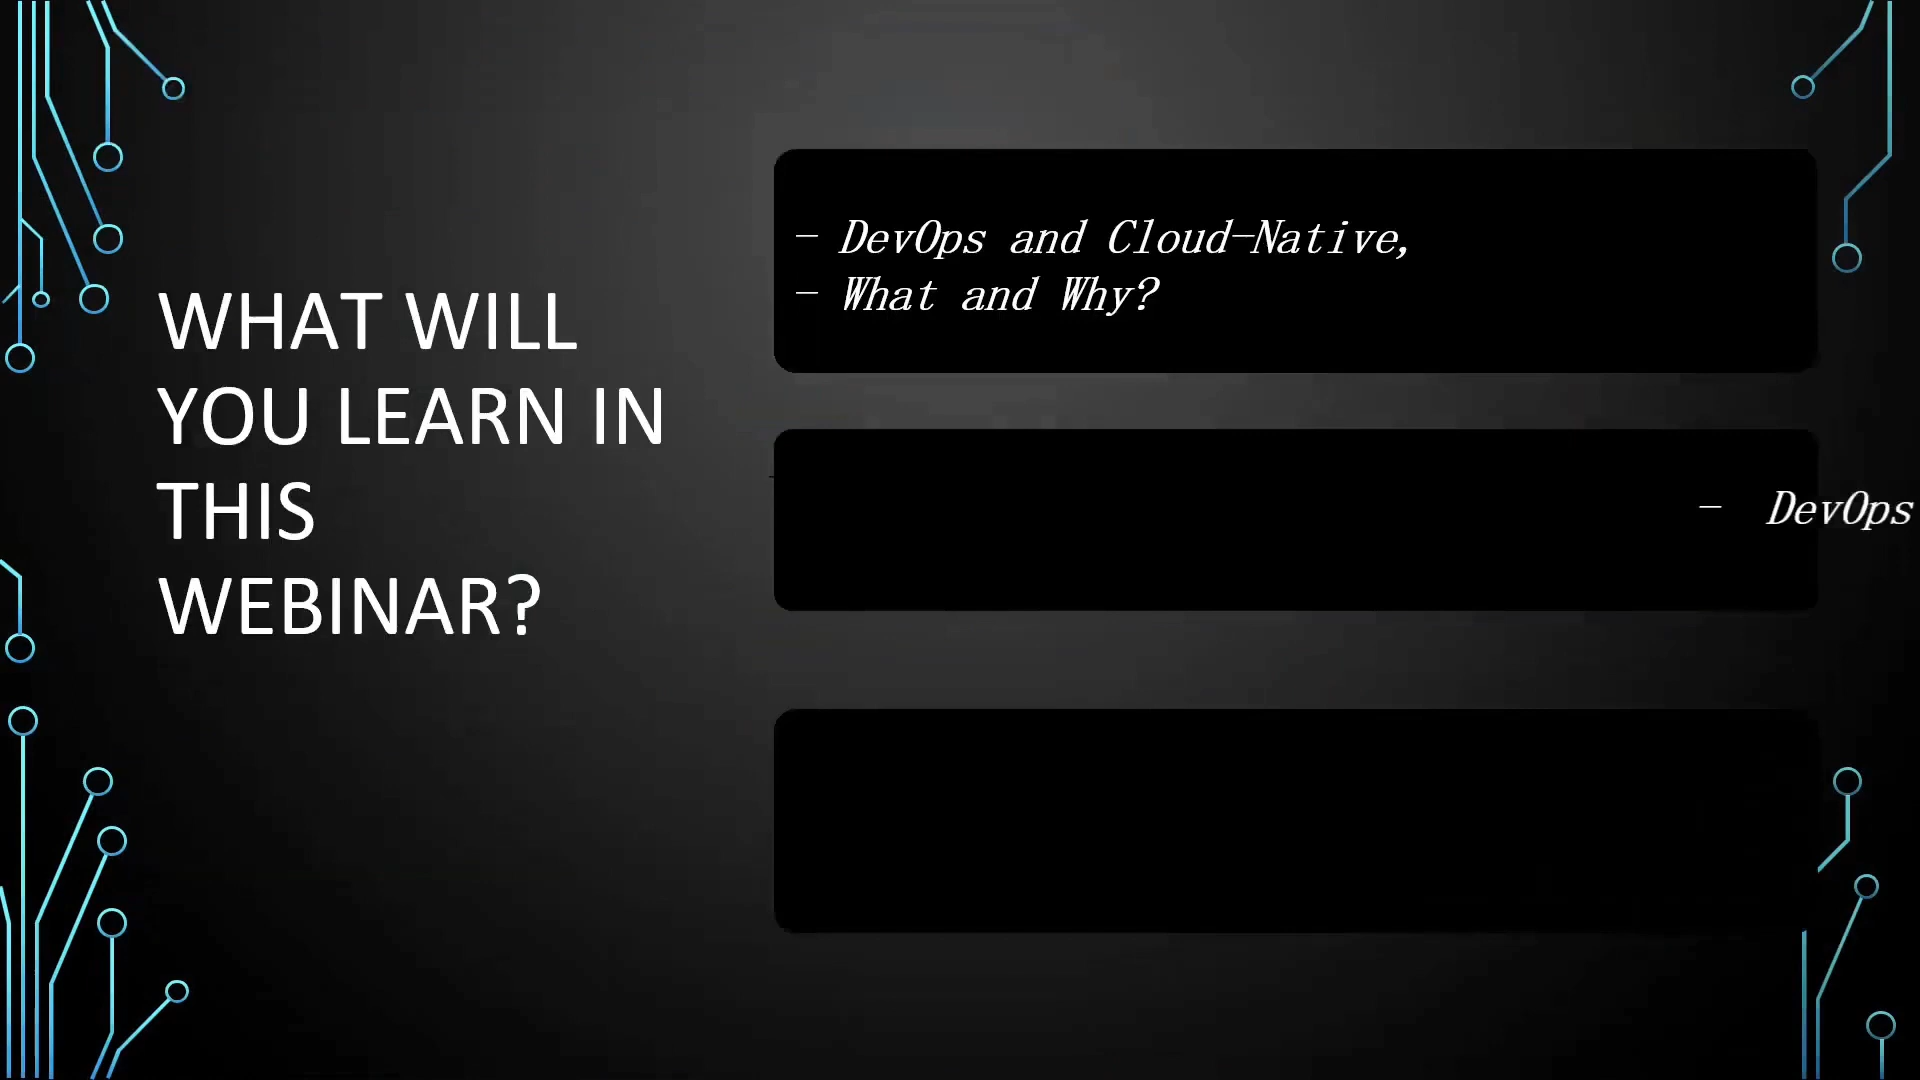 WHAT WILL
YOU LEARN IN
THIS
WEBINAR?
- DevOps and Cloud-Native,
- What and Why?
- DevOps